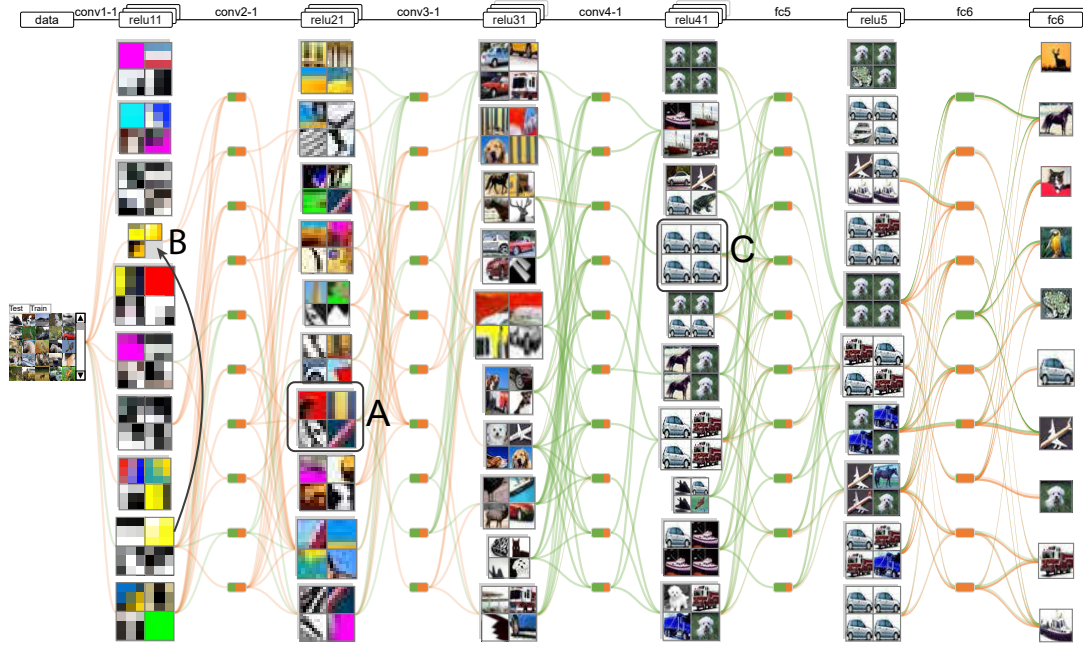 data conv1-1 relu11 conv2-1 relu21 conv3-1 relu31 conv4-1 relu41 fc5 relu5 fc6 fc6
B
C
Test Train
A